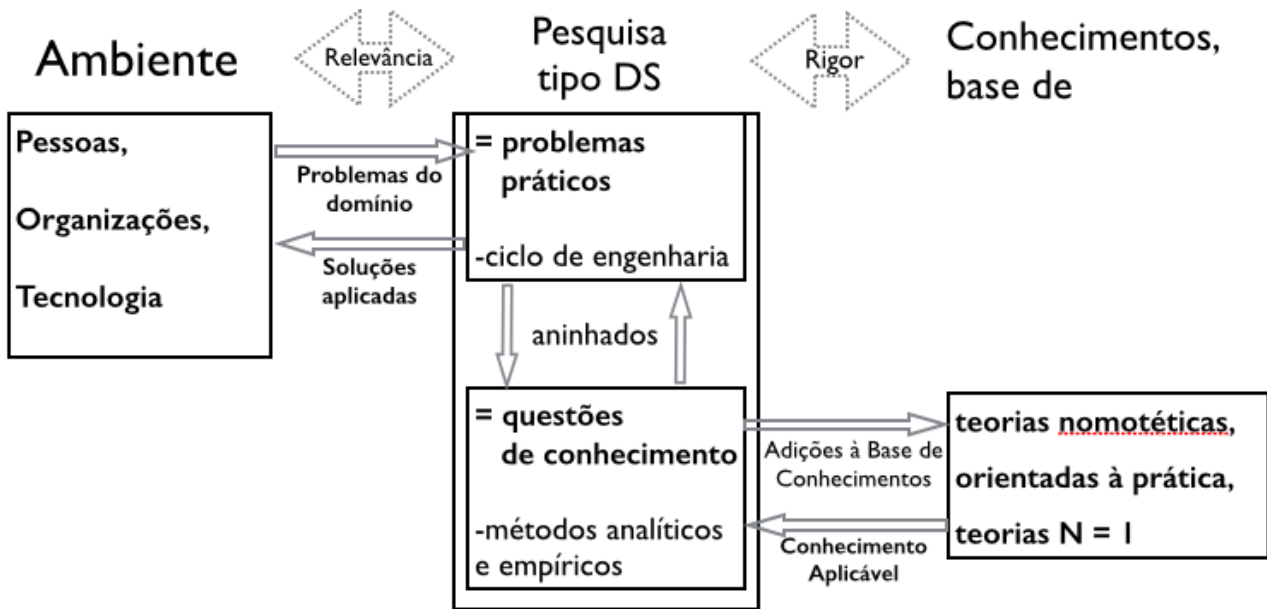 Ambiente
Relevância
Pesquisa
tipo DS
Rigor
Conhecimentos,
base de
Pessoas,
Organizações,
Tecnologia
Problemas do
domínio
Soluções
aplicadas
= problemas
práticos
-ciclo de engenharia
aninhados
= questões
de conhecimento
-métodos analíticos
e empíricos
Adições à Base de
Conhecimentos
Conhecimento
Aplicável
teorias nomotéticas,
orientadas à prática,
teorias N = 1